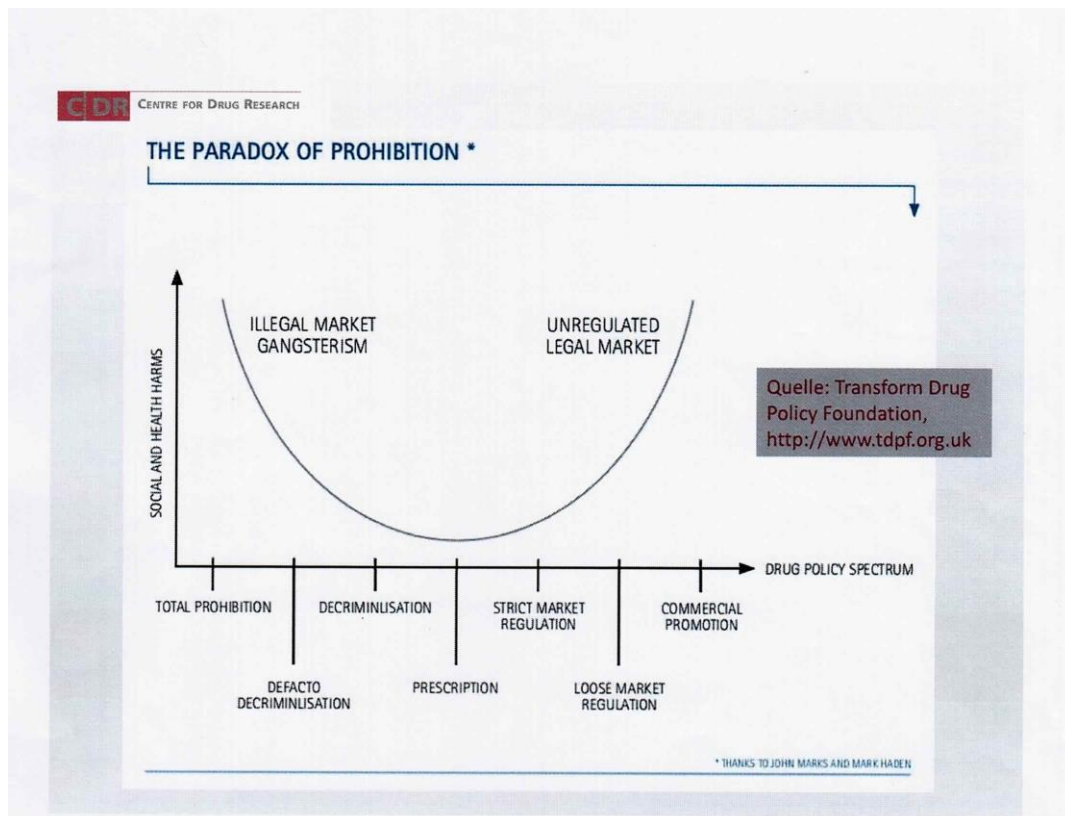 CDR CENTRE FOR DRUG RESEARCH
THE PARADOX OF PROHIBITION *
ILLEGAL MARKET
GANGSTERISM
UNREGULATED
LEGAL MARKET
SOCIAL AND HEALTH HARMS
Quelle: Transform Drug
Policy Foundation,
http://www.tdpf.org.uk
DRUG POLICY SPECTRUM
TOTAL PROHIBITION
DECRIMINLISATION
STRICT MARKET
REGULATION
COMMERCIAL
PROMOTION
DEFACTO
DECRIMINLISATION
PRESCRIPTION
LOOSE MARKET
REGULATION
* THANKS TO JOHN MARKS AND MARK HADEN